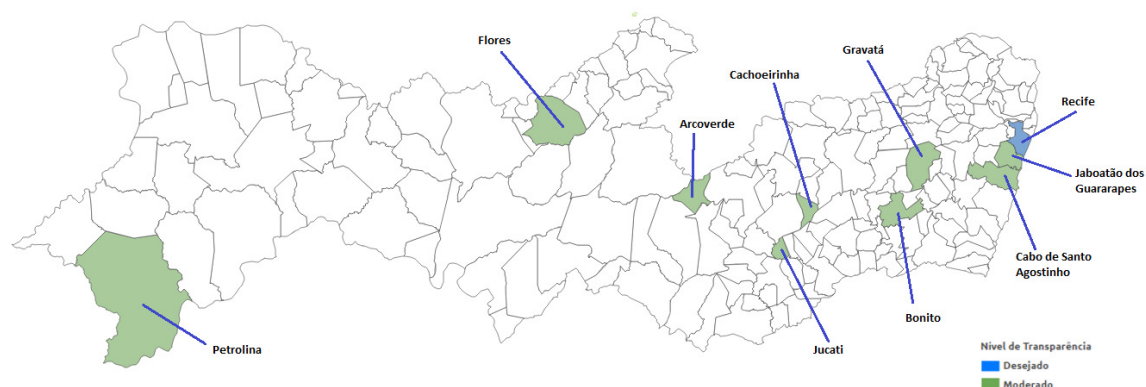 Flores
Gravatá
Cachoeirinha
Recife
Arcoverde
Jaboatão dos
Guararapes
Cabo de Santo
Agostinho
Bonito
Petrolina
Jucati
Nível de Transparência
Desejado
Moderado